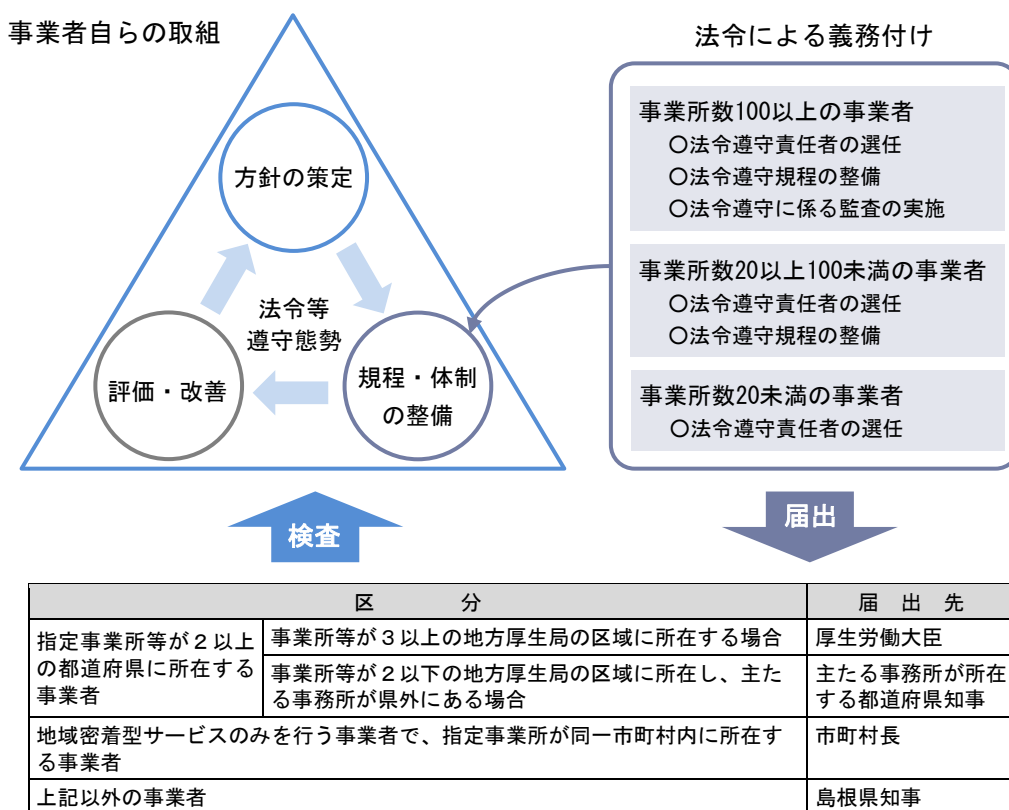 事業者自らの取組
方針の策定
法令等
遵守態勢
評価・改善
規程・体制
の整備
法令による義務付け
事業所数100以上の事業者
〇法令遵守責任者の選任
〇法令遵守規程の整備
〇法令遵守に係る監査の実施
事業所数20以上100未満の事業者
〇法令遵守責任者の選任
〇法令遵守規程の整備
事業所数20未満の事業者
〇法令遵守責任者の選任
検査
届出
区　　　分
届　出　先
指定事業所等が２以上
の都道府県に所在する
事業者
事業所等が３以上の地方厚生局の区域に所在する場合
厚生労働大臣
事業所等が２以下の地方厚生局の区域に所在し、主た
る事務所が県外にある場合
主たる事務所が所在
する都道府県知事
地域密着型サービスのみを行う事業者で、指定事業所が同一市町村内に所在す
る事業者
市町村長
上記以外の事業者
島根県知事